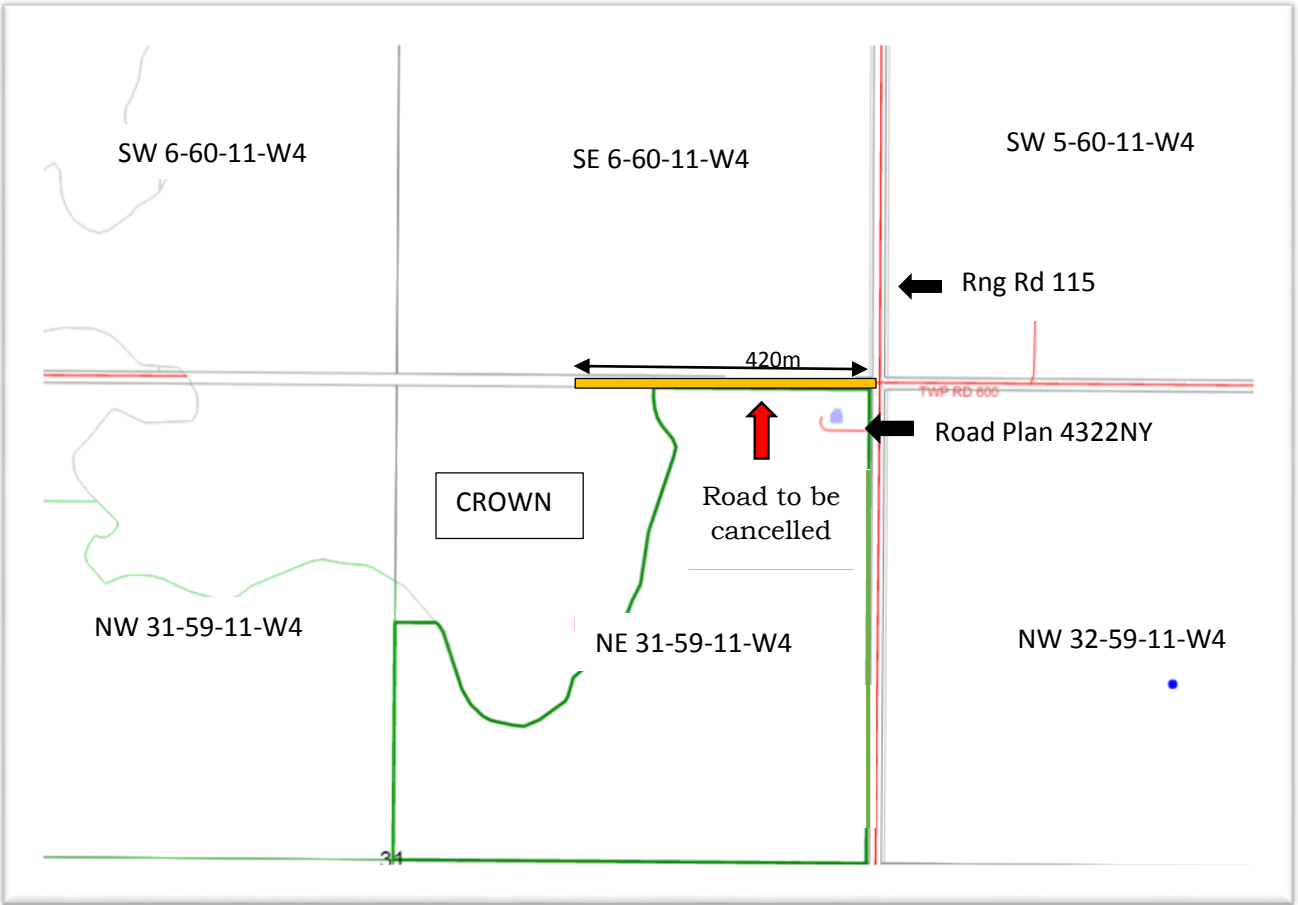 SW 6-60-11-W4
SE 6-60-11-W4
SW 5-60-11-W4
Rng Rd 115
420m
TWP RD 600
Road Plan 4322NY
CROWN
Road to be
cancelled
NW 31-59-11-W4
NE 31-59-11-W4
NW 32-59-11-W4
31